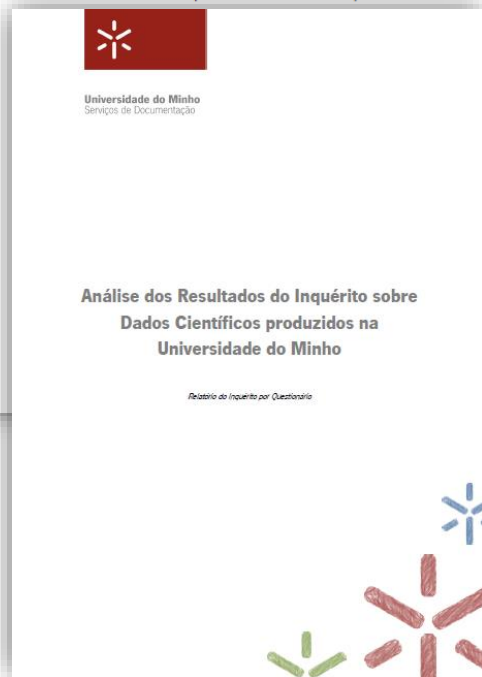 Universidade do Minho
Serviços de Documentação
Análise dos Resultados do Inquérito sobre
Dados Científicos produzidos na
Universidade do Minho
Relatório do Inquérito por Questionário